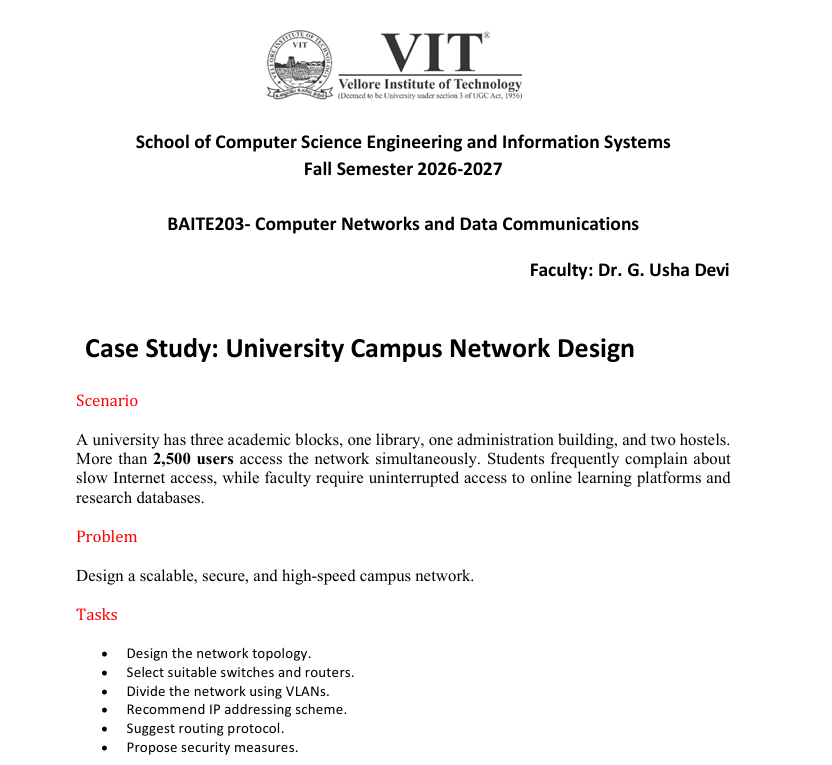 VIT
VIT®
Vellore Institute of Technology
(Deemed to be University under section 3 of UGC Act, 1956)
School of Computer Science Engineering and Information Systems
Fall Semester 2026-2027
BAITE203- Computer Networks and Data Communications
Faculty: Dr. G. Usha Devi
Case Study: University Campus Network Design
Scenario
A university has three academic blocks, one library, one administration building, and two hostels.
More than 2,500 users access the network simultaneously. Students frequently complain about
slow Internet access, while faculty require uninterrupted access to online learning platforms and
research databases.
Problem
Design a scalable, secure, and high-speed campus network.
Tasks
• Design the network topology.
• Select suitable switches and routers.
• Divide the network using VLANs.
• Recommend IP addressing scheme.
• Suggest routing protocol.
• Propose security measures.